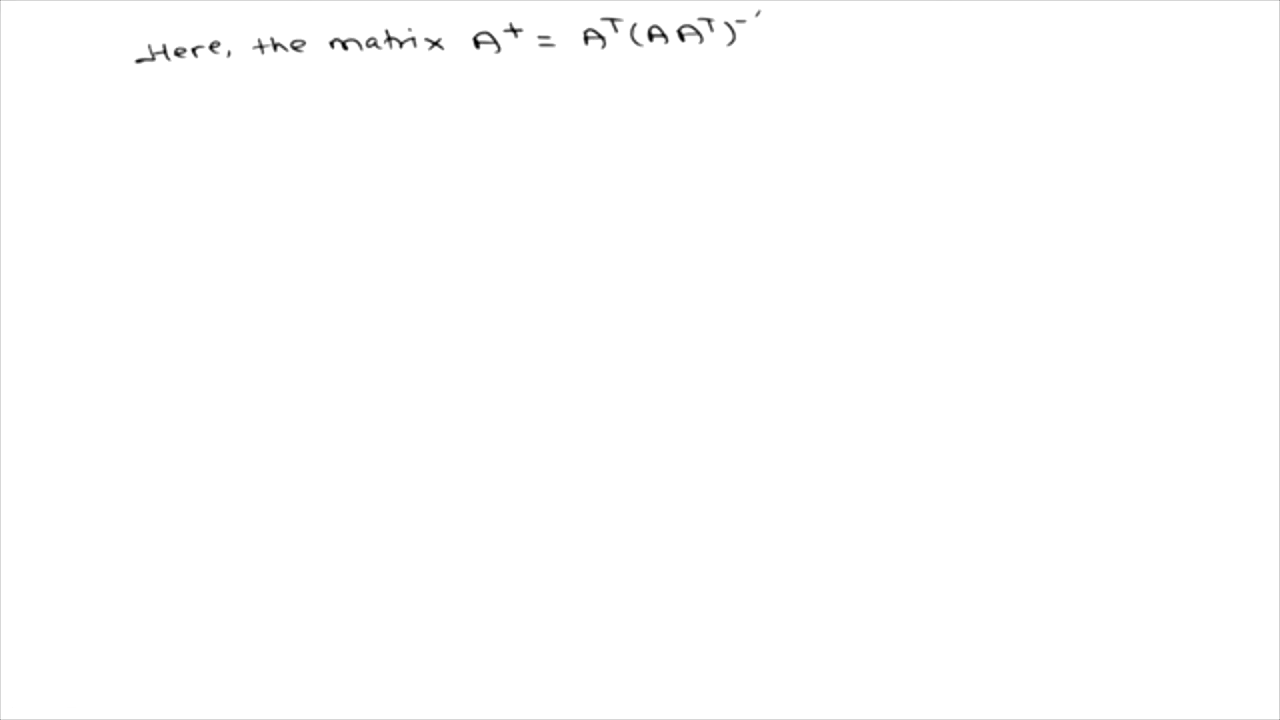 Here, the matrix A⁺ = Aᵀ(AAᵀ)⁻¹